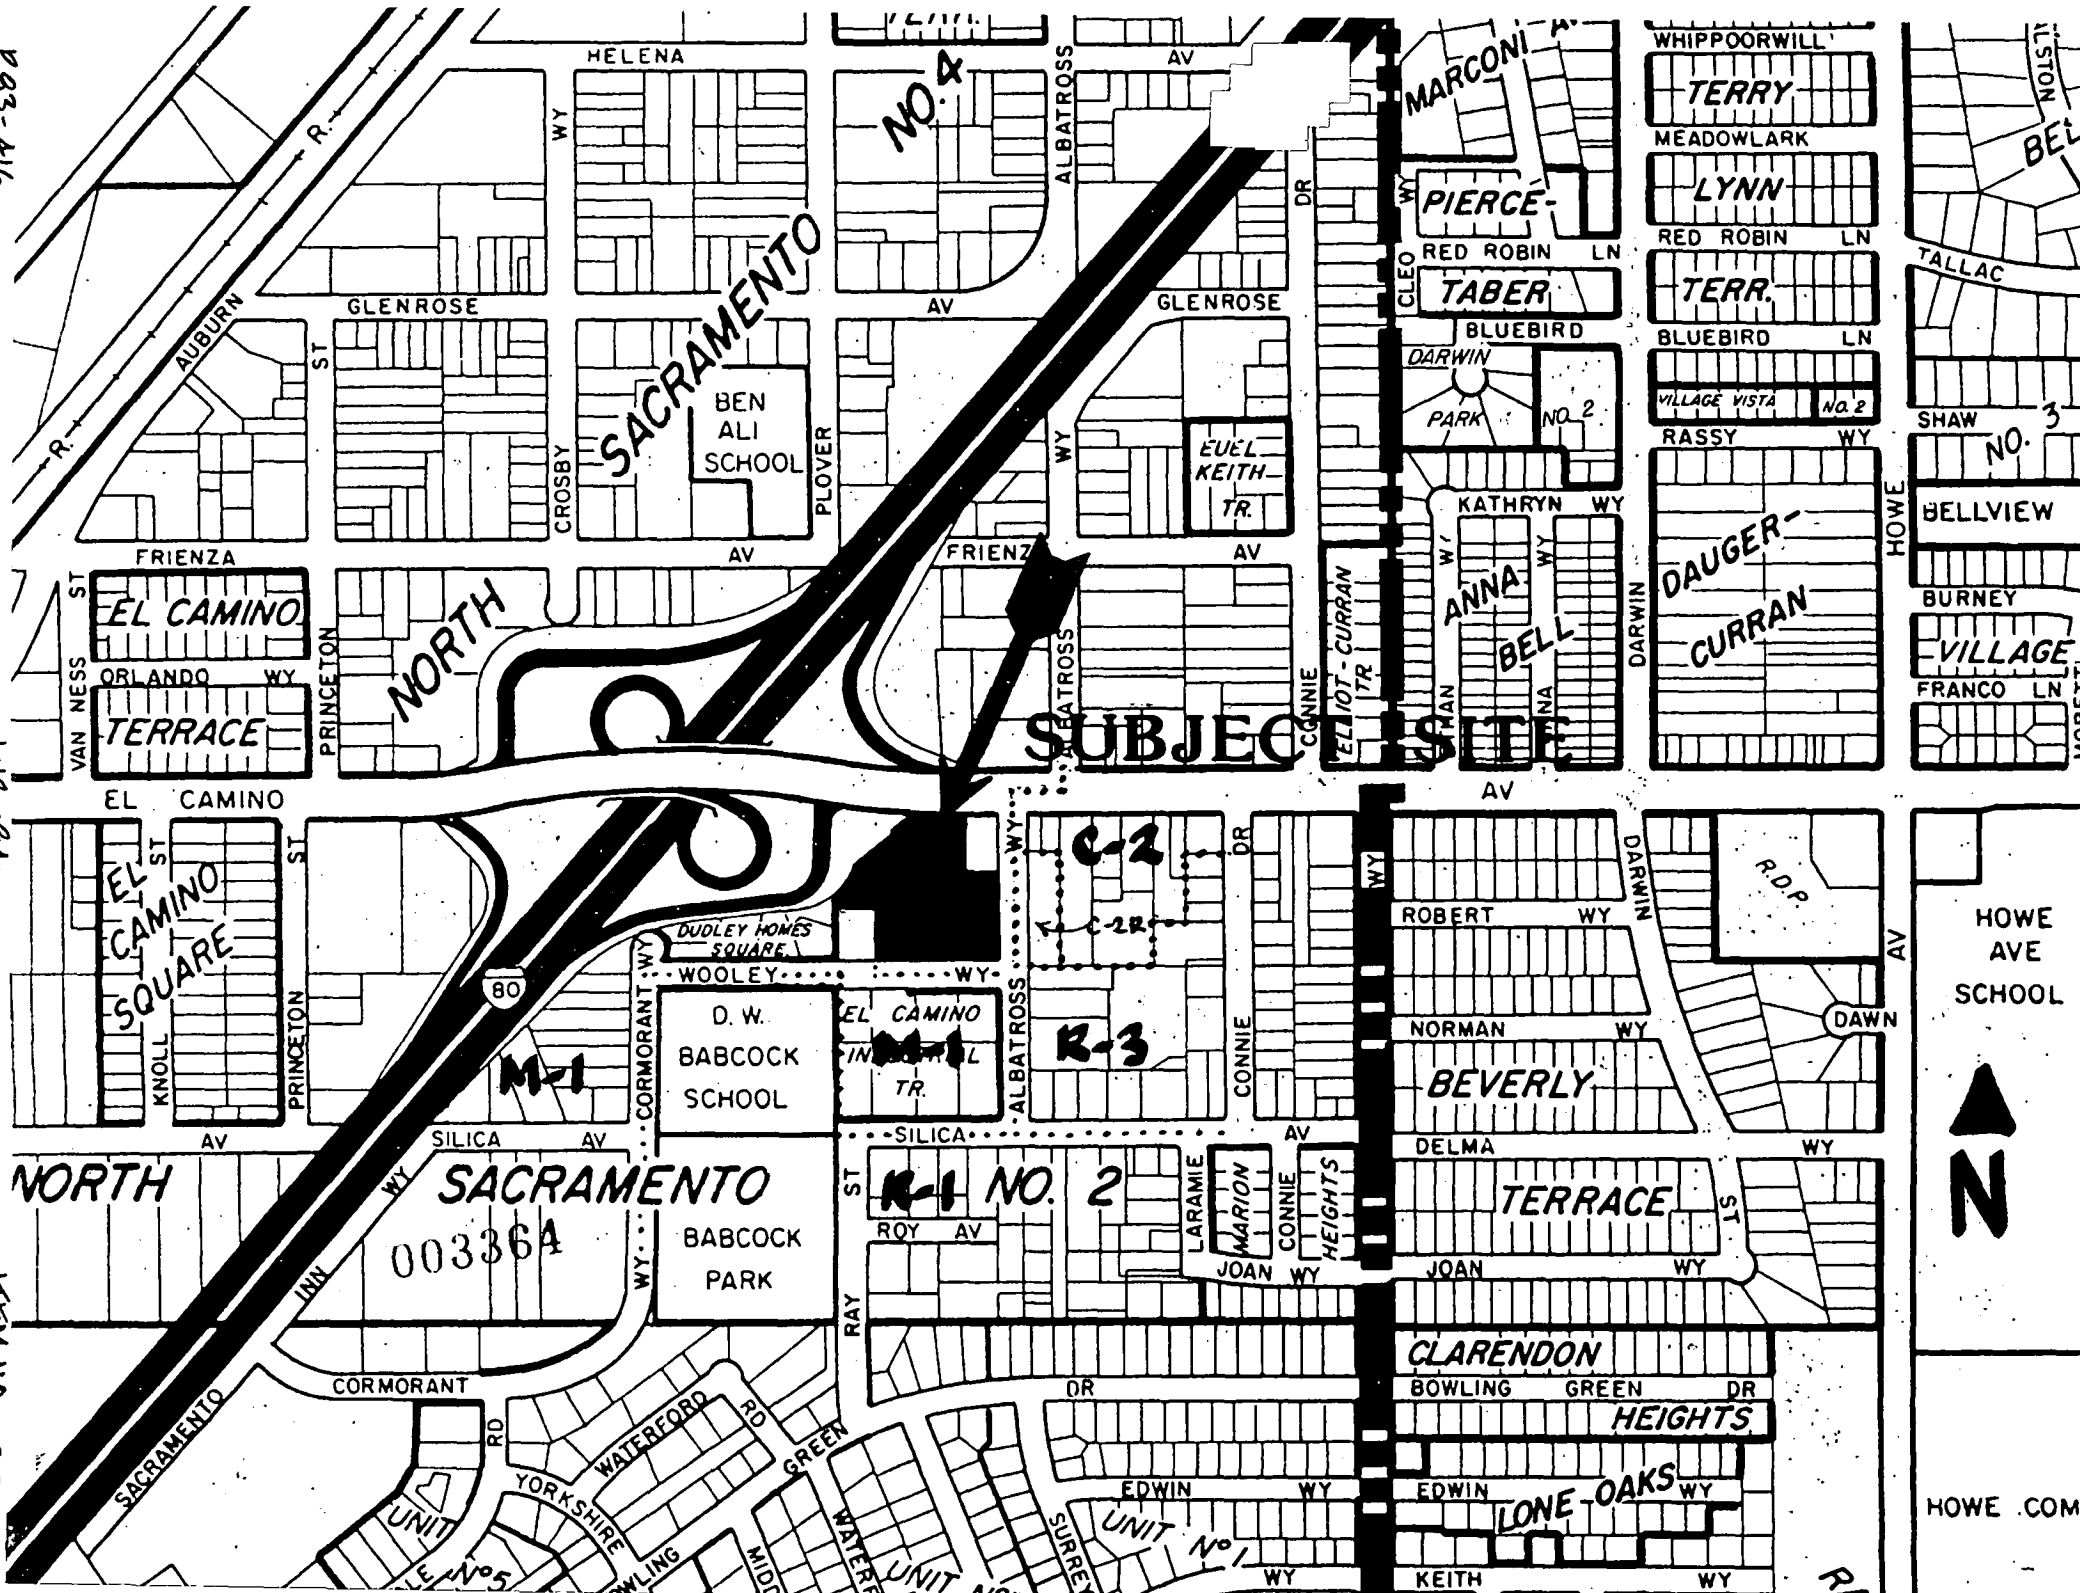 HELENA
AV
NO. 4
ALBATROSS
WY
MARCONI
WHIPPOORWILL
TERRY
MEADOWLARK
LYNN
PIERCE-
WY
DR
RED ROBIN LN
RED ROBIN LN
CLEO
TABER
TERR.
TALLAC
BLUEBIRD
BLUEBIRD LN
GLENROSE
AV
GLENROSE
R.
AUBURN
ST
R.
SACRAMENTO
BEN
ALI
SCHOOL
PLOVER
CROSBY
WY
EUEL
KEITH
TR.
DARWIN
PARK
NO. 2
VILLAGE VISTA
NO. 2
RASSY WY
SHAW
NO. 3
KATHRYN WY
HOWE
BELLVIEW
FRIENZA
AV
AV
EL CAMINO
ST
NORTH
ORLANDO WY
TERRACE
VAN NESS
PRINCETON
ALBATROSS
CONNIE
ELLIOT-CURRAN
TR
ANNA
BELL
WY
DARWIN
DAUGER-
CURRAN
BURNEY
VILLAGE
FRANCO LN
SUBJECT SITE
EL CAMINO
AV
EL
CAMINO
SQUARE
ST
KNOLL
ST
PRINCETON
WY
C-2
C-2R
DR
WY
DARWIN
R.D.P.
ROBERT WY
HOWE
AVE
SCHOOL
AV
DUDLEY HOMES
SQUARE
WOOLEY WY
WY
80
CORMORANT
D. W.
BABCOCK
SCHOOL
EL CAMINO
M-1
TR.
M-1
ALBATROSS
R-3
CONNIE
NORMAN WY
DAWN
BEVERLY
N
AV
SILICA AV
SILICA
AV
DELMA WY
NORTH
WY
SACRAMENTO
NO. 2
R-1
ST
LARAMIE
MARION
CONNIE
HEIGHTS
TERRACE
ST
003364
INN
WY
BABCOCK
PARK
ROY AV
RAY
JOAN WY
JOAN WY
CLARENDON
CORMORANT
DR
BOWLING GREEN DR
HEIGHTS
SACRAMENTO
RD
WATERFORD
RD
GREEN
YORKSHIRE
UNIT
Nº5
EDWIN WY
EDWIN WY
LONE OAKS
SURREY
UNIT
Nº1
UNIT
WY
KEITH WY
HOWE COM